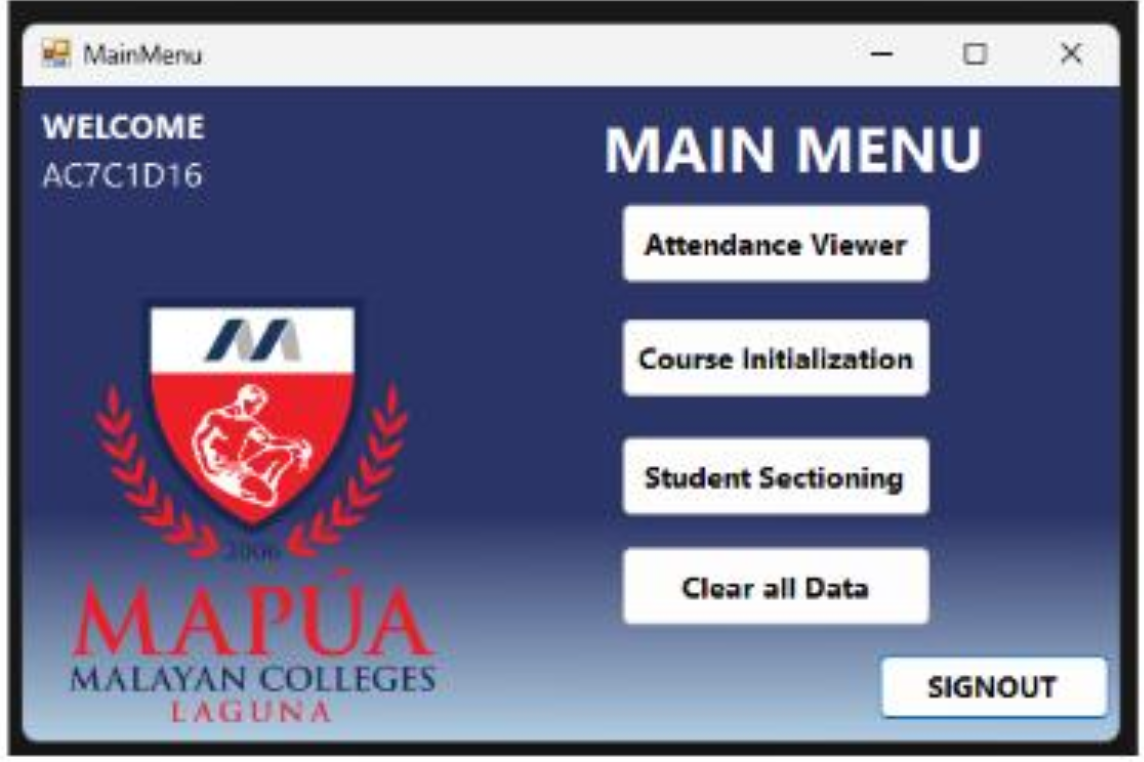 MainMenu
WELCOME
AC7C1D16
MAIN MENU
Attendance Viewer
Course Initialization
Student Sectioning
Clear all Data
SIGNOUT
2006
MAPÚA
MALAYAN COLLEGES
LAGUNA